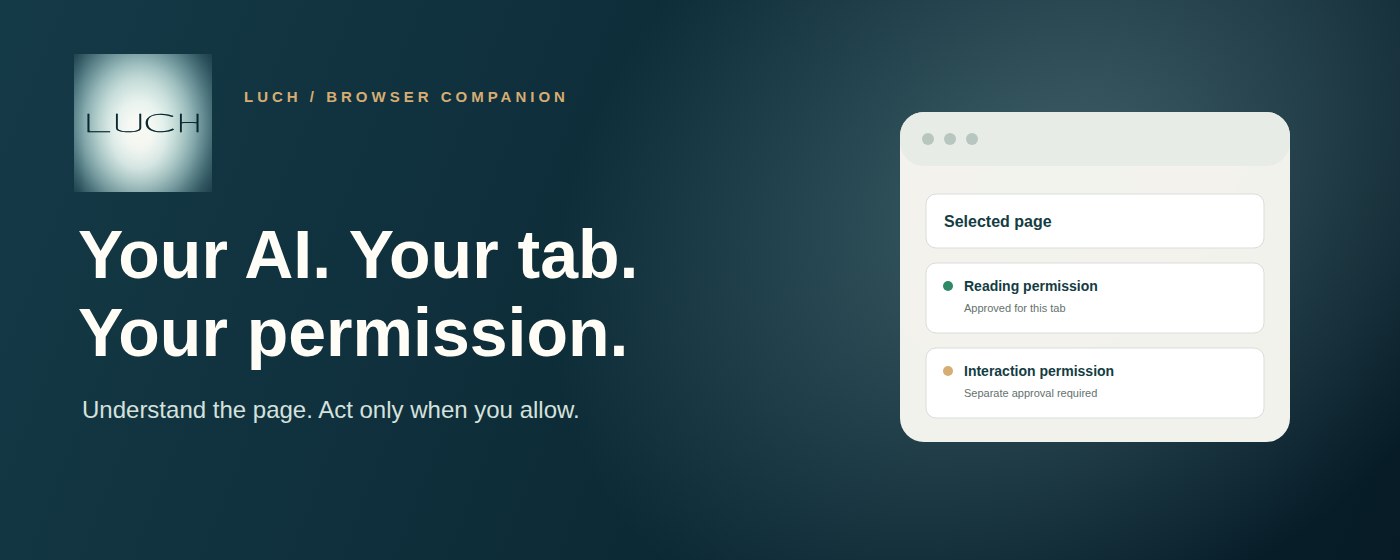 LUCH
LUCH / BROWSER COMPANION
Your AI. Your tab.
Your permission.
Understand the page. Act only when you allow.
Selected page
Reading permission
Approved for this tab
Interaction permission
Separate approval required